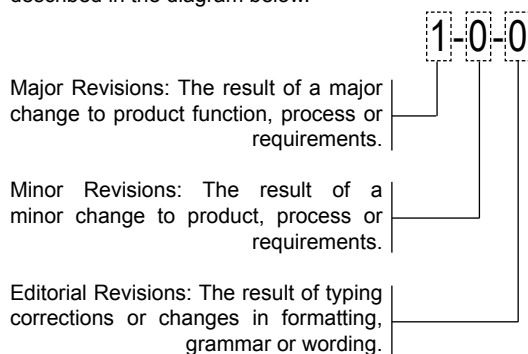 described in the diagram below.
1-0-0
Major Revisions: The result of a major
change to product function, process or
requirements.
Minor Revisions: The result of a
minor change to product, process or
requirements.
Editorial Revisions: The result of typing
corrections or changes in formatting,
grammar or wording.